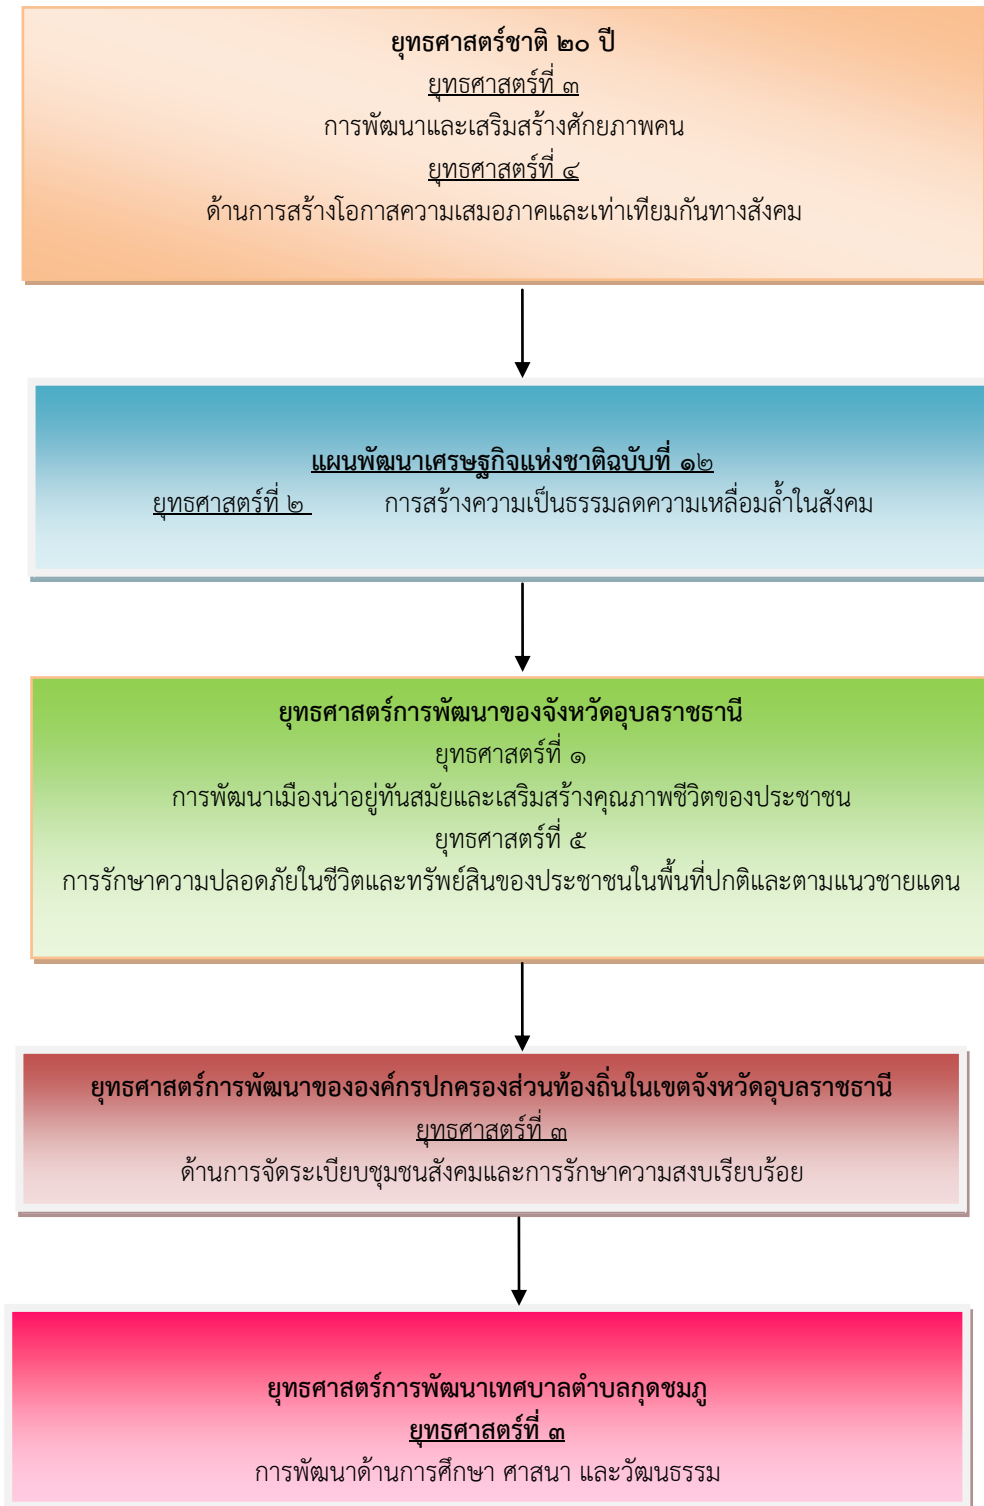 ยุทธศาสตร์ชาติ ๒๐ ปี
ยุทธศาสตร์ที่ ๓
การพัฒนาและเสริมสร้างศักยภาพคน
ยุทธศาสตร์ที่ ๔
ด้านการสร้างโอกาสความเสมอภาคและเท่าเทียมกันทางสังคม
แผนพัฒนาเศรษฐกิจแห่งชาติฉบับที่ ๑๒
ยุทธศาสตร์ที่ ๒ การสร้างความเป็นธรรมลดความเหลื่อมล้ำในสังคม
ยุทธศาสตร์การพัฒนาของจังหวัดอุบลราชธานี
ยุทธศาสตร์ที่ ๑
การพัฒนาเมืองน่าอยู่ทันสมัยและเสริมสร้างคุณภาพชีวิตของประชาชน
ยุทธศาสตร์ที่ ๕
การรักษาความปลอดภัยในชีวิตและทรัพย์สินของประชาชนในพื้นที่ปกติและตามแนวชายแดน
ยุทธศาสตร์การพัฒนาขององค์กรปกครองส่วนท้องถิ่นในเขตจังหวัดอุบลราชธานี
ยุทธศาสตร์ที่ ๓
ด้านการจัดระเบียบชุมชนสังคมและการรักษาความสงบเรียบร้อย
ยุทธศาสตร์การพัฒนาเทศบาลตำบลกุดชมภู
ยุทธศาสตร์ที่ ๓
การพัฒนาด้านการศึกษา ศาสนา และวัฒนธรรม